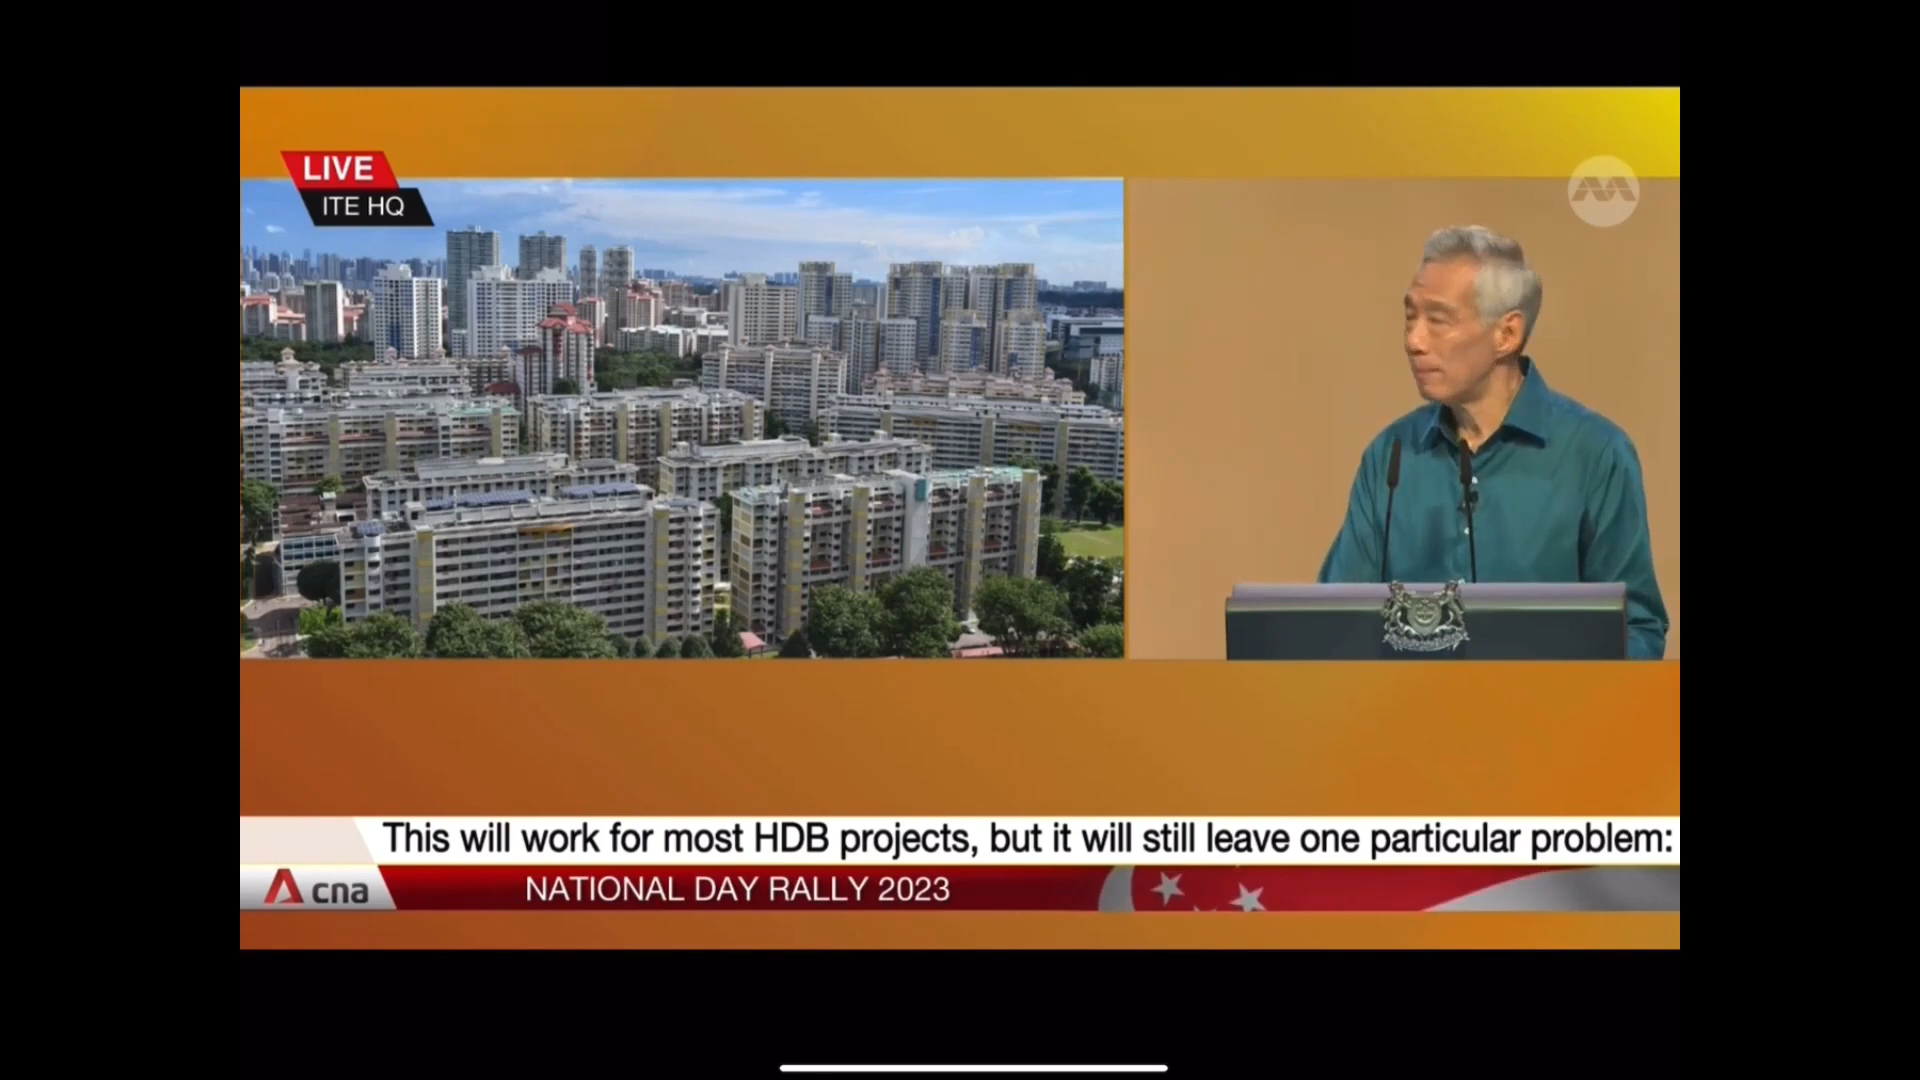 LIVE
ITE HQ
This will work for most HDB projects, but it will still leave one particular problem:
cna
NATIONAL DAY RALLY 2023